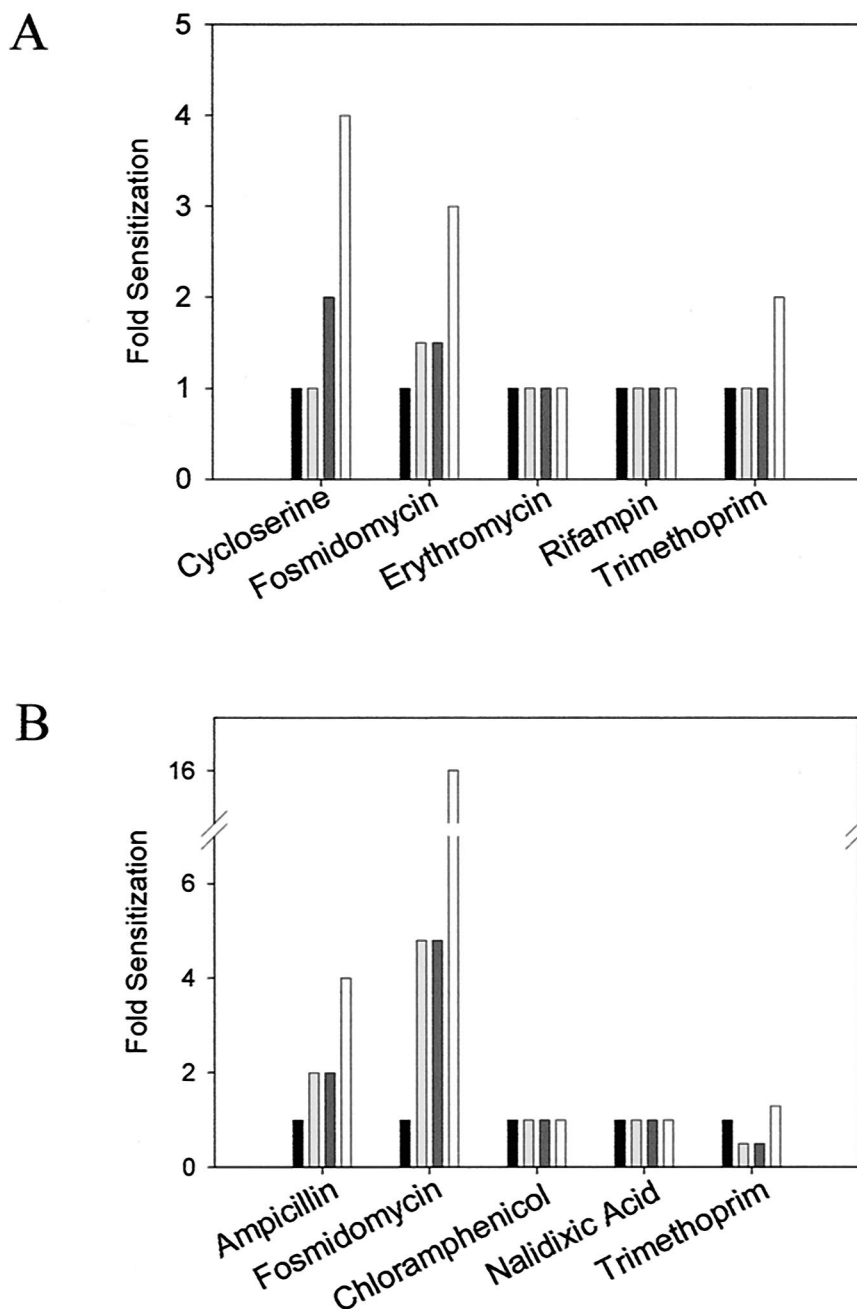 A
5
4
3
2
1
0
Fold Sensitization
Cycloserine
Fosmidomycin
Erythromycin
Rifampin
Trimethoprim
B
16
6
4
2
0
Fold Sensitization
Ampicillin
Fosmidomycin
Chloramphenicol
Nalidixic Acid
Trimethoprim